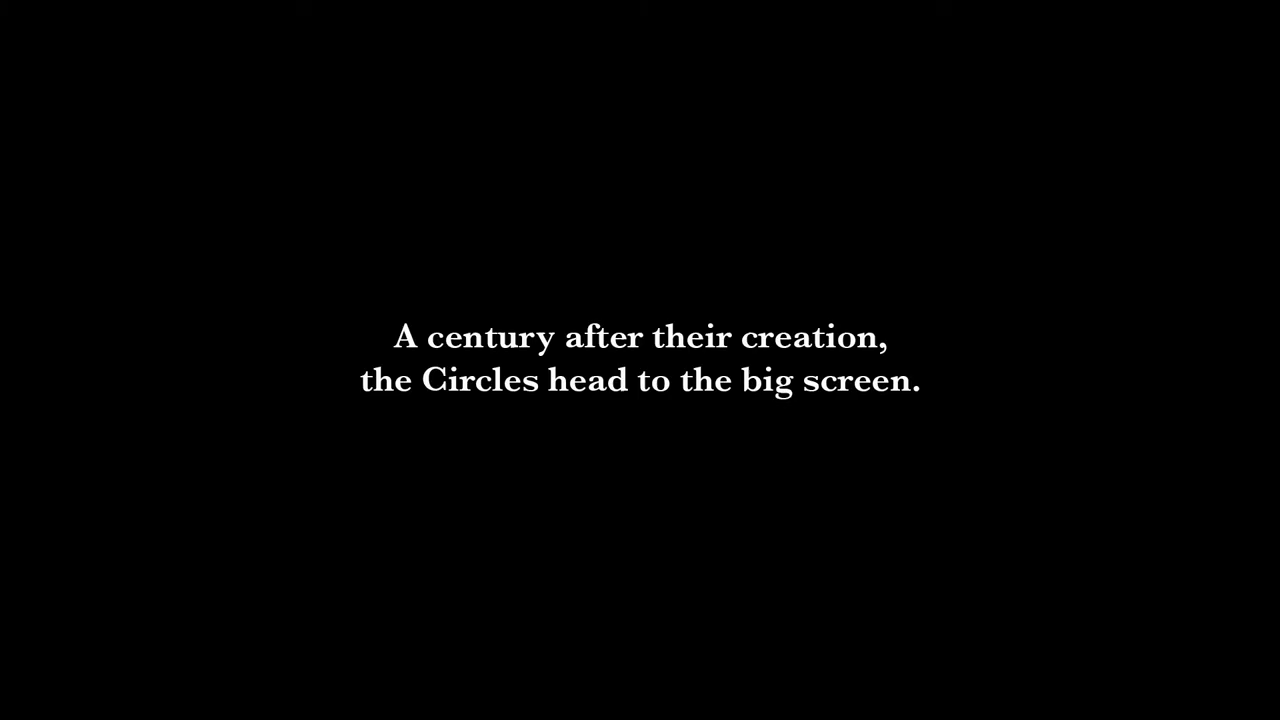 A century after their creation,
the Circles head to the big screen.